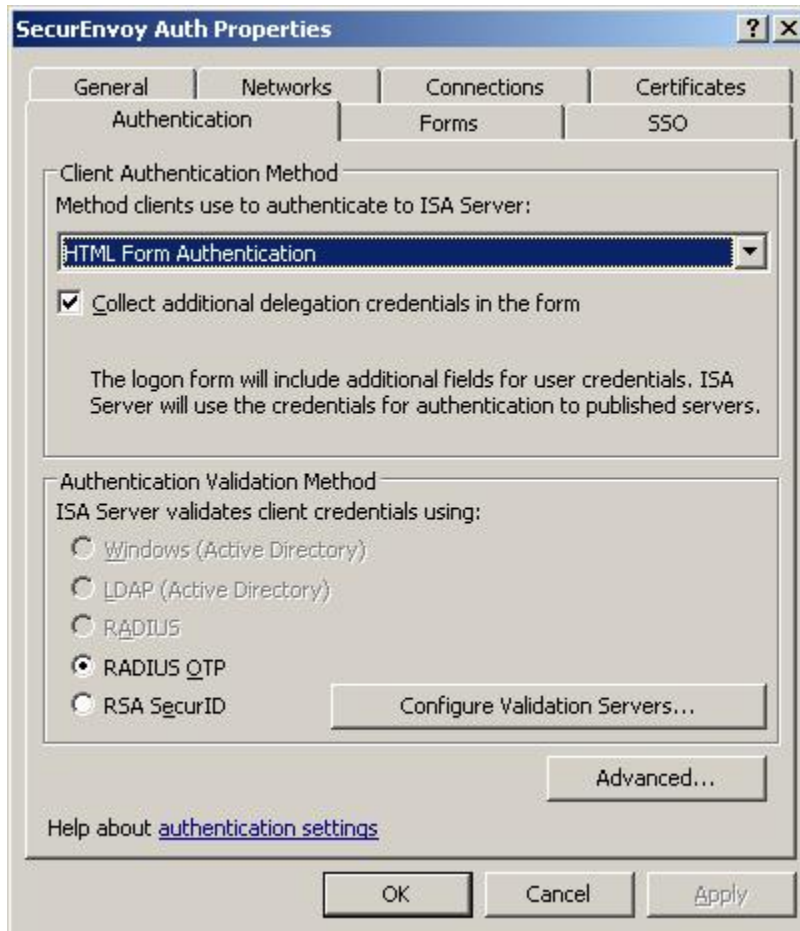 SecurEnvoy Auth Properties
General Networks Connections Certificates
Authentication Forms SSO
Client Authentication Method
Method clients use to authenticate to ISA Server:
HTML Form Authentication
Collect additional delegation credentials in the form
The logon form will include additional fields for user credentials. ISA
Server will use the credentials for authentication to published servers.
Authentication Validation Method
ISA Server validates client credentials using:
Windows (Active Directory)
LDAP (Active Directory)
RADIUS
RADIUS OTP
RSA SecurID Configure Validation Servers...
Advanced...
Help about authentication settings
OK Cancel Apply